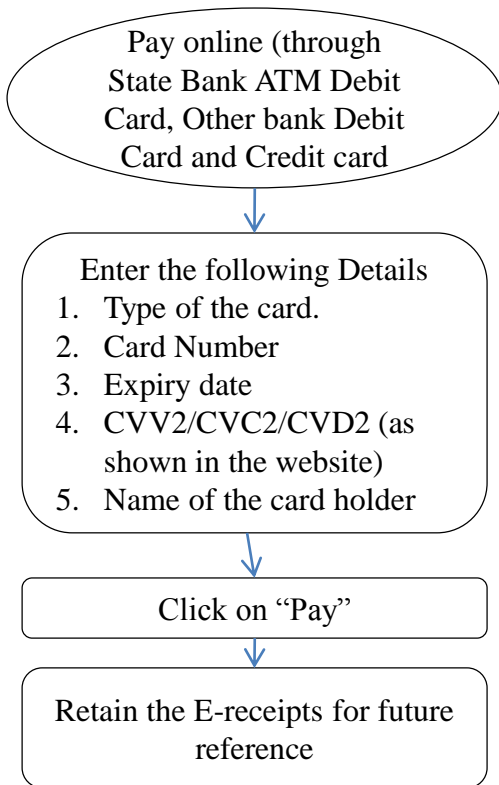 Pay online (through
State Bank ATM Debit
Card, Other bank Debit
Card and Credit card
Enter the following Details
1. Type of the card.
2. Card Number
3. Expiry date
4. CVV2/CVC2/CVD2 (as
shown in the website)
5. Name of the card holder
Click on “Pay”
Retain the E-receipts for future
reference